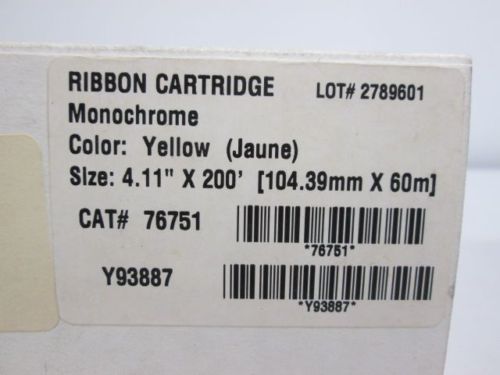 RIBBON CARTRIDGE LOT# 2789601
Monochrome
Color: Yellow (Jaune)
Size: 4.11" X 200' [104.39mm X 60m]
CAT# 76751
*76751*
Y93887
*Y93887*